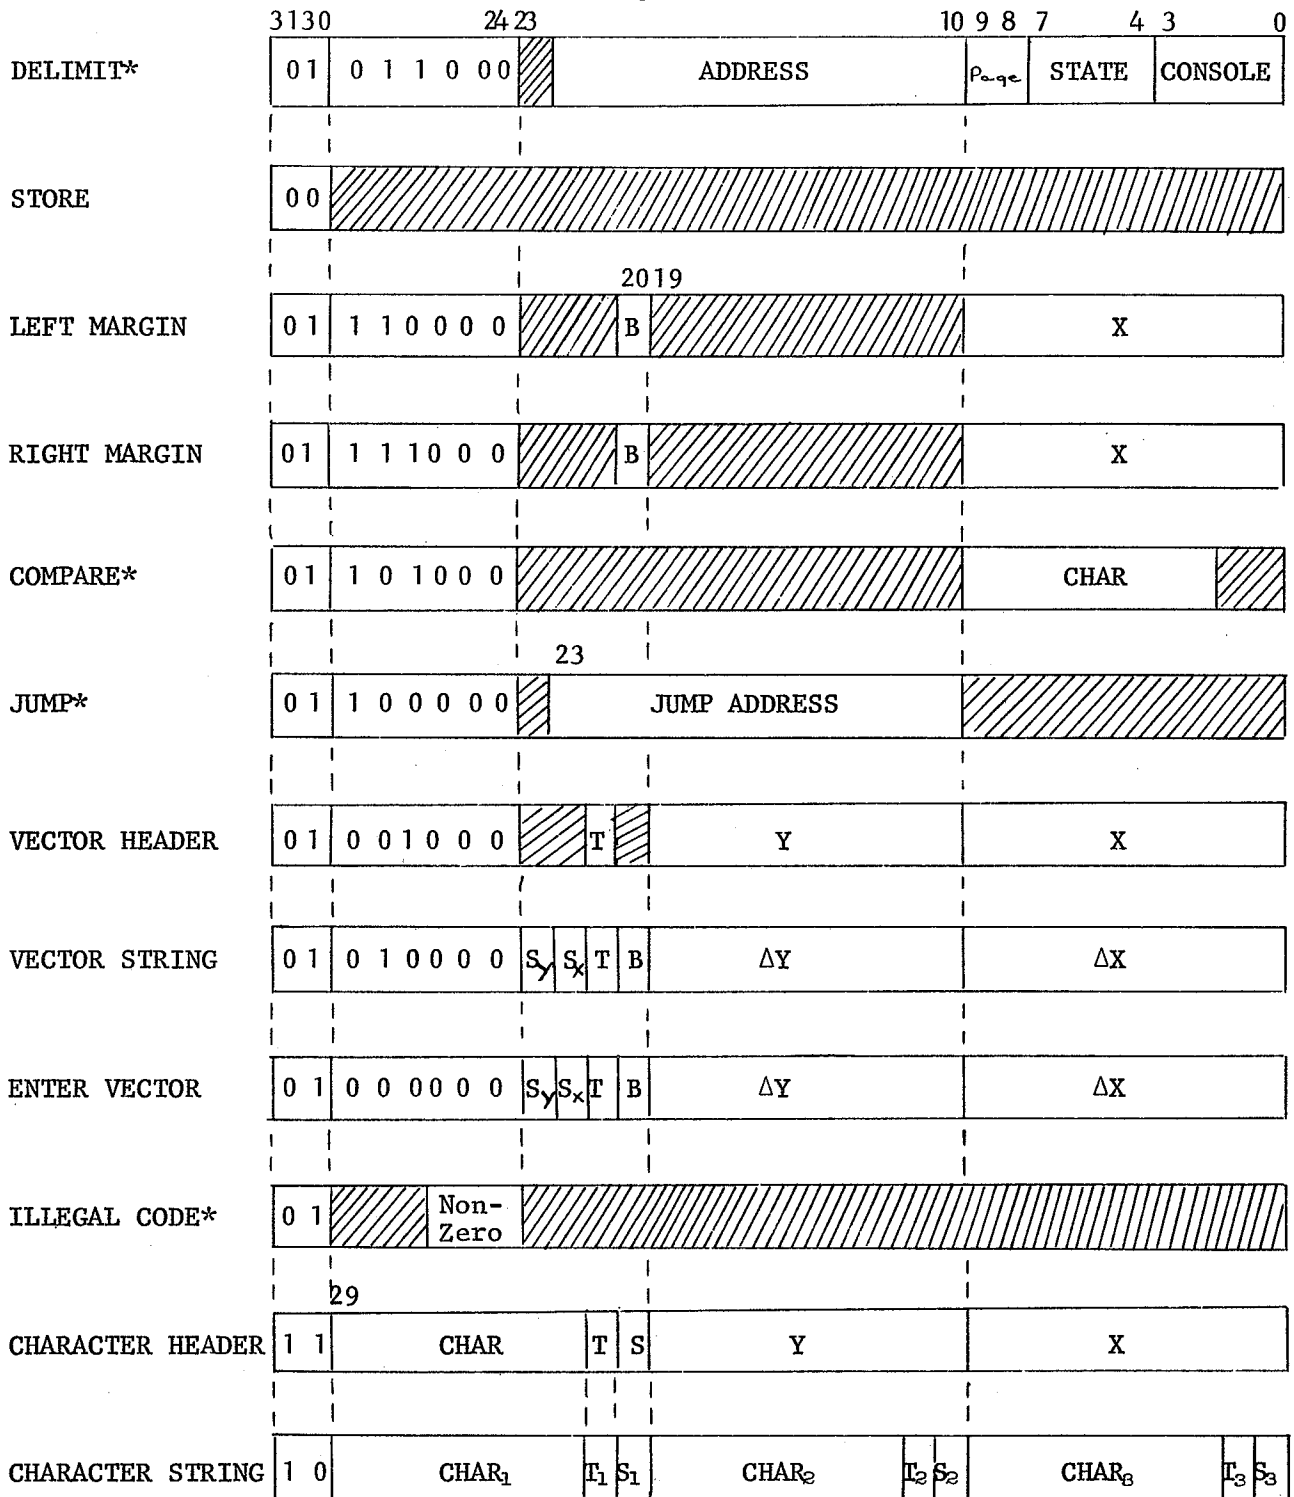 3130 24 23 10 9 8 7 4 3 0
DELIMIT* 01 0 1 1 0 00 ADDRESS Page STATE CONSOLE
STORE 00
2019
LEFT MARGIN 01 1 1 0 0 0 0 B X
RIGHT MARGIN 01 1 1 1 0 0 0 B X
COMPARE* 01 1 0 1 0 0 0 CHAR
23
JUMP* 01 1 0 0 0 0 0 JUMP ADDRESS
VECTOR HEADER 01 0 0 1 0 0 0 T Y X
VECTOR STRING 01 0 1 0 0 0 0 Sy Sx T B ΔY ΔX
ENTER VECTOR 01 0 0 0 0 0 0 Sy Sx T B ΔY ΔX
ILLEGAL CODE* 01 Non-
Zero
29
CHARACTER HEADER 1 1 CHAR T S Y X
CHARACTER STRING 1 0 CHAR₁ T₁ S₁ CHAR₂ T₂ S₂ CHAR₃ T₃ S₃